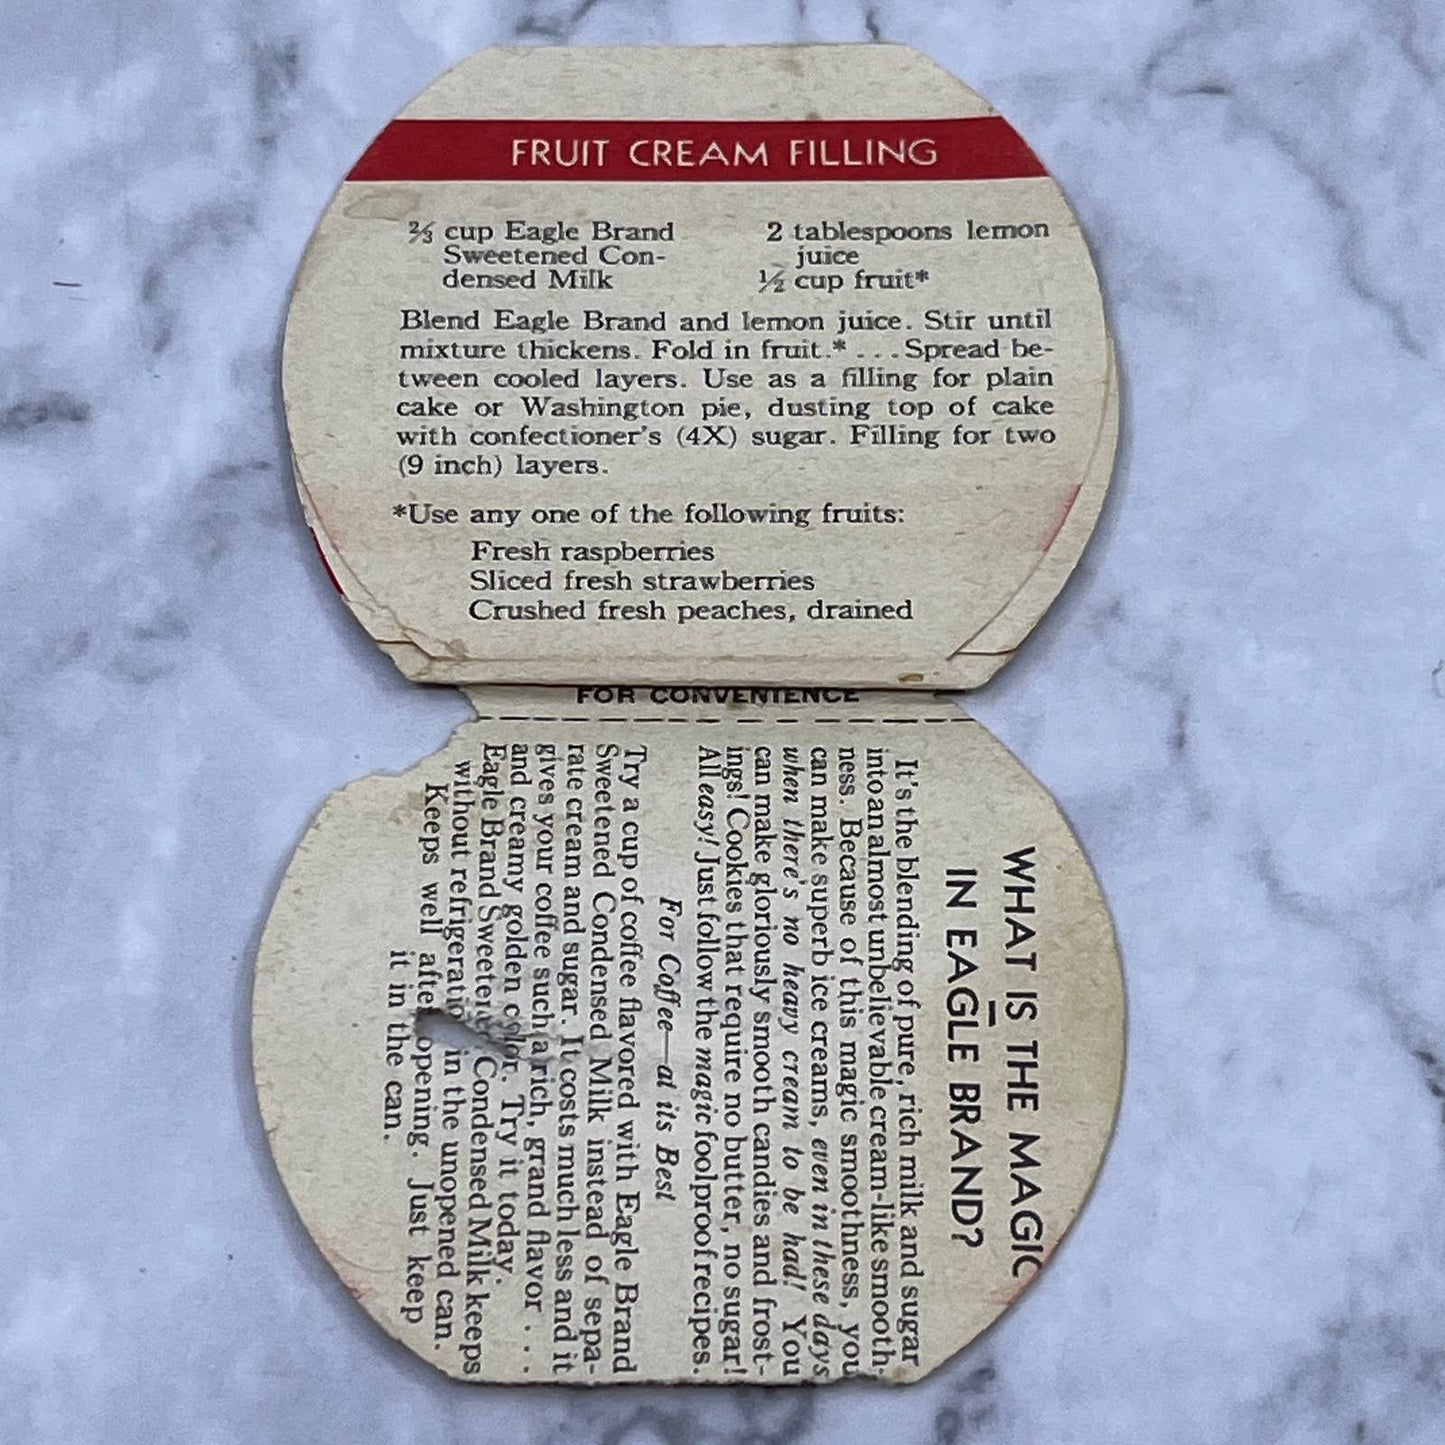 FRUIT CREAM FILLING
⅔ cup Eagle Brand
Sweetened Con-
densed Milk
2 tablespoons lemon
juice
½ cup fruit*
Blend Eagle Brand and lemon juice. Stir until
mixture thickens. Fold in fruit.* . . . Spread be-
tween cooled layers. Use as a filling for plain
cake or Washington pie, dusting top of cake
with confectioner's (4X) sugar. Filling for two
(9 inch) layers.
*Use any one of the following fruits:
Fresh raspberries
Sliced fresh strawberries
Crushed fresh peaches, drained
FOR CONVENIENCE
WHAT IS THE MAGIC
IN EAGLE BRAND?
It's the blending of pure, rich milk and sugar
into an almost unbelievable cream-like smooth-
ness. Because of this magic smoothness, you
can make superb ice creams, even in these days
when there's no heavy cream to be had! You
can make gloriously smooth candies and frost-
ings! Cookies that require no butter, no sugar!
All easy! Just follow the magic foolproof recipes.
For Coffee—at its Best
Try a cup of coffee flavored with Eagle Brand
Sweetened Condensed Milk instead of sepa-
rate cream and sugar. It costs much less and it
gives your coffee such a rich, grand flavor . . .
and creamy golden color. Try it today.
Eagle Brand Sweetened Condensed Milk keeps
without refrigeration in the unopened can.
Keeps well after opening. Just keep
it in the can.